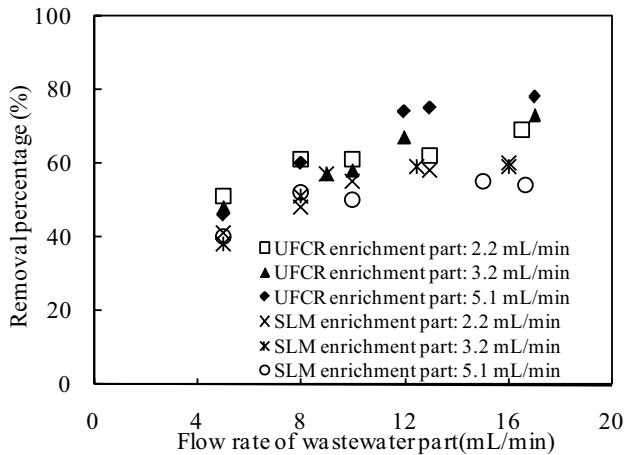 100
80
60
40
20
0
Removal percentage (%)
UFCR enrichment part: 2.2 mL/min
UFCR enrichment part: 3.2 mL/min
UFCR enrichment part: 5.1 mL/min
SLM enrichment part: 2.2 mL/min
SLM enrichment part: 3.2 mL/min
SLM enrichment part: 5.1 mL/min
0 4 8 12 16 20
Flow rate of wastewater part(mL/min)